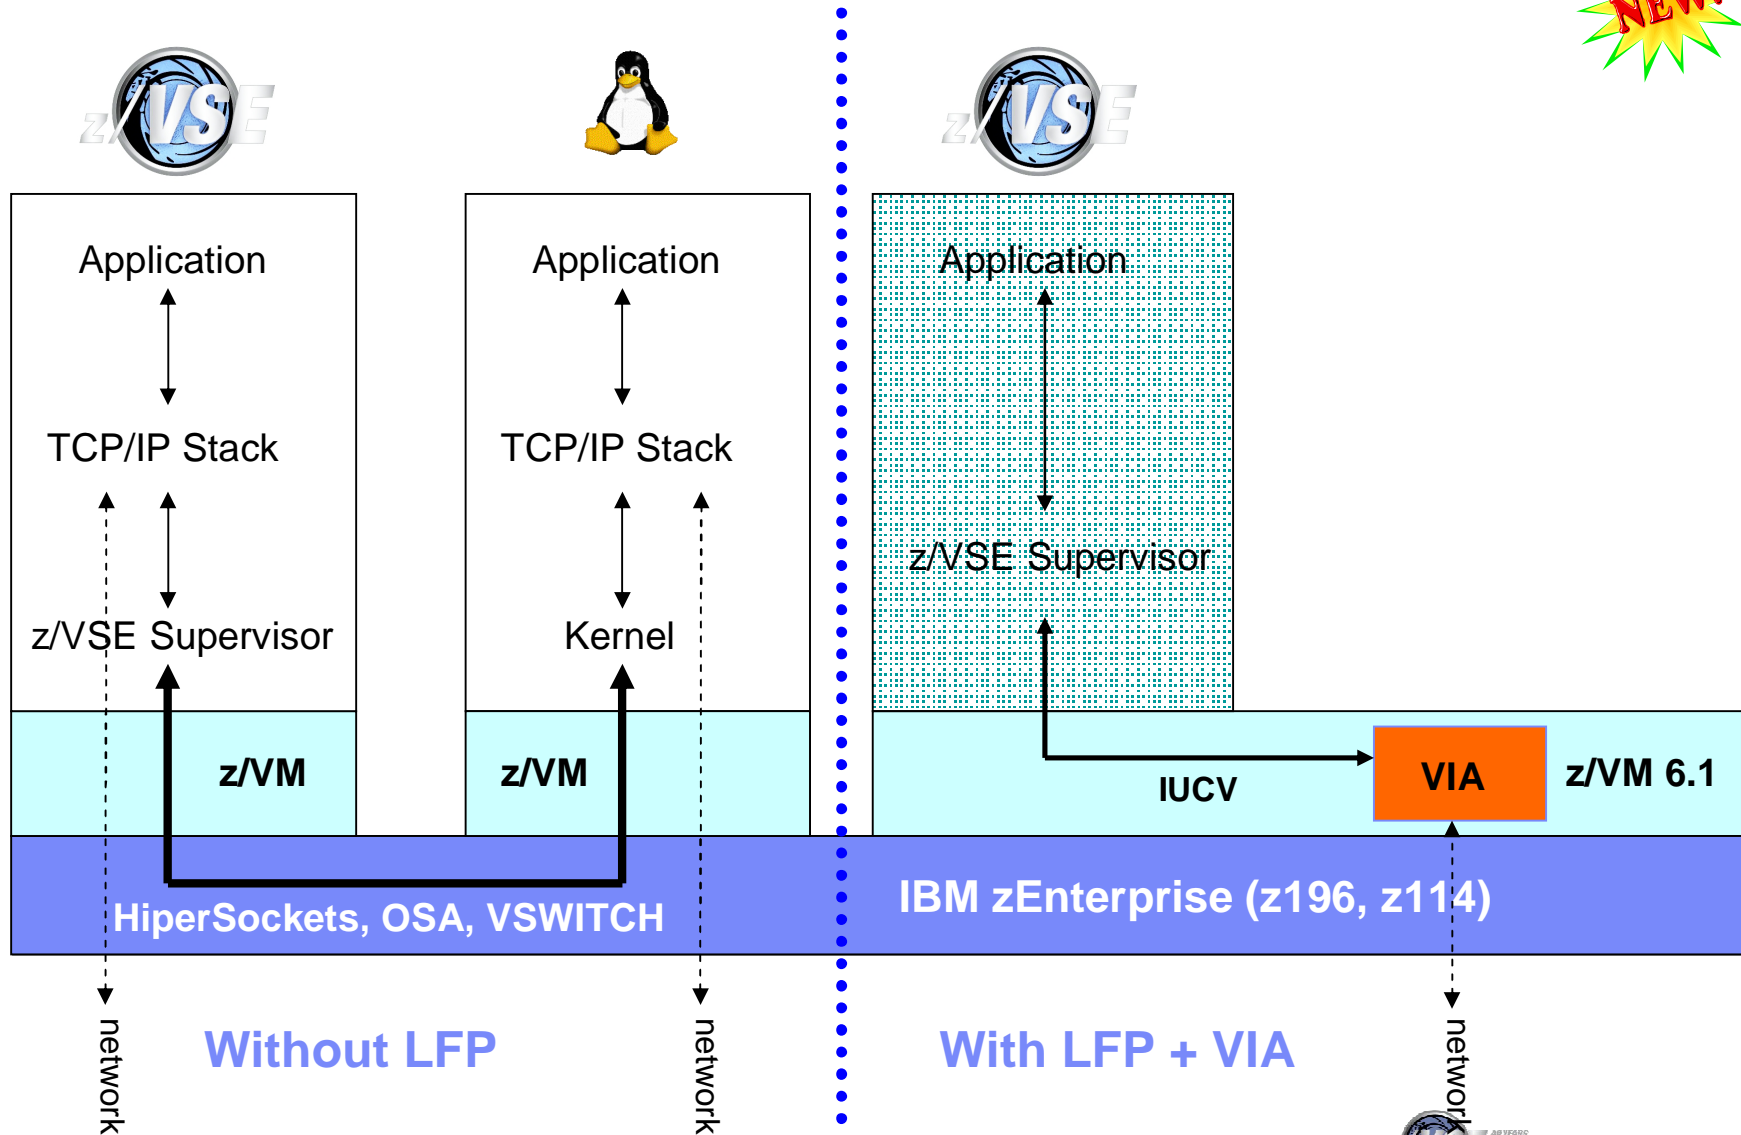 NEW!
z/VSE
z/VSE
Application
TCP/IP Stack
z/VSE Supervisor
z/VM
Application
TCP/IP Stack
Kernel
z/VM
HiperSockets, OSA, VSWITCH
network
network
Without LFP
Application
z/VSE Supervisor
IUCV
VIA
z/VM 6.1
IBM zEnterprise (z196, z114)
network
With LFP + VIA